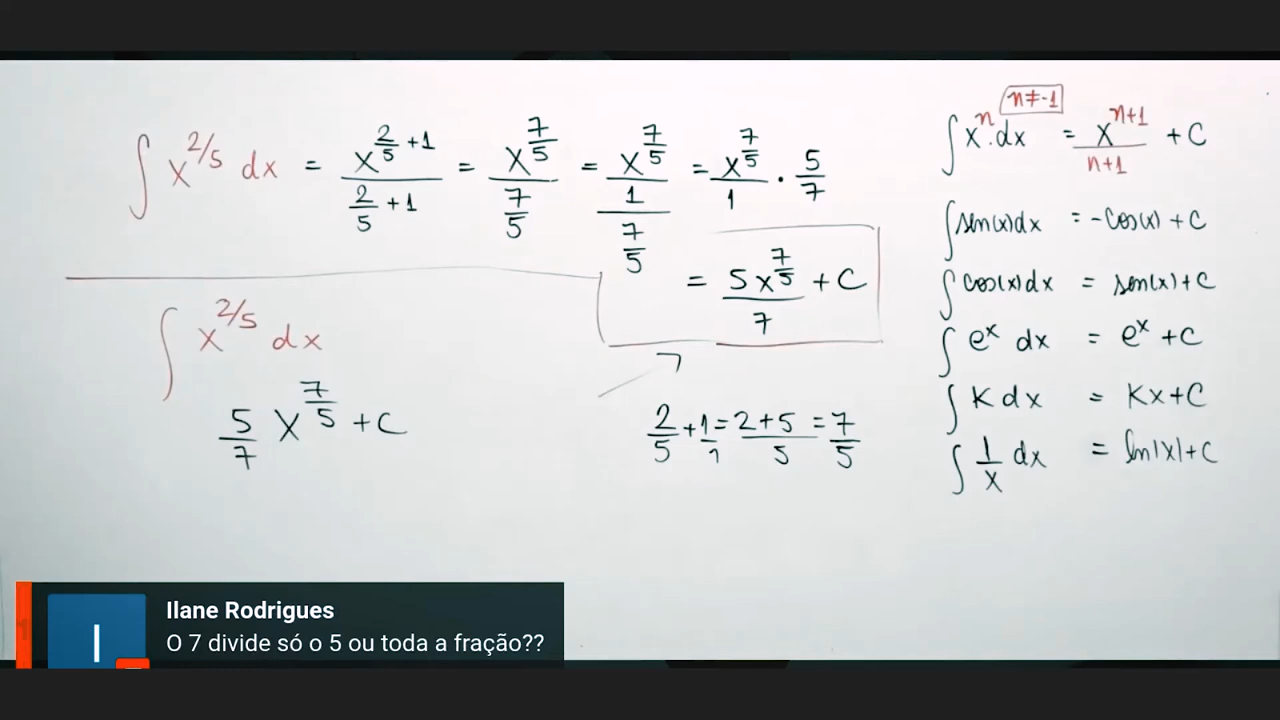 ∫ x^{2/5} dx = x^{2/5 + 1} / (2/5 + 1) = x^{7/5} / (7/5) = (x^{7/5} / 1) / (7/5) = x^{7/5} / 1 · 5/7
= 5x^{7/5} / 7 + C
∫ x^{2/5} dx
5/7 x^{7/5} + C
2/5 + 1/1 = (2+5)/5 = 7/5
n≠-1
∫ x^n · dx = x^{n+1} / (n+1) + C
∫ sen(x)dx = -cos(x) + C
∫ cos(x)dx = sen(x) + C
∫ e^x dx = e^x + C
∫ K dx = Kx + C
∫ 1/x dx = ln|x| + C
I
Ilane Rodrigues
O 7 divide só o 5 ou toda a fração??